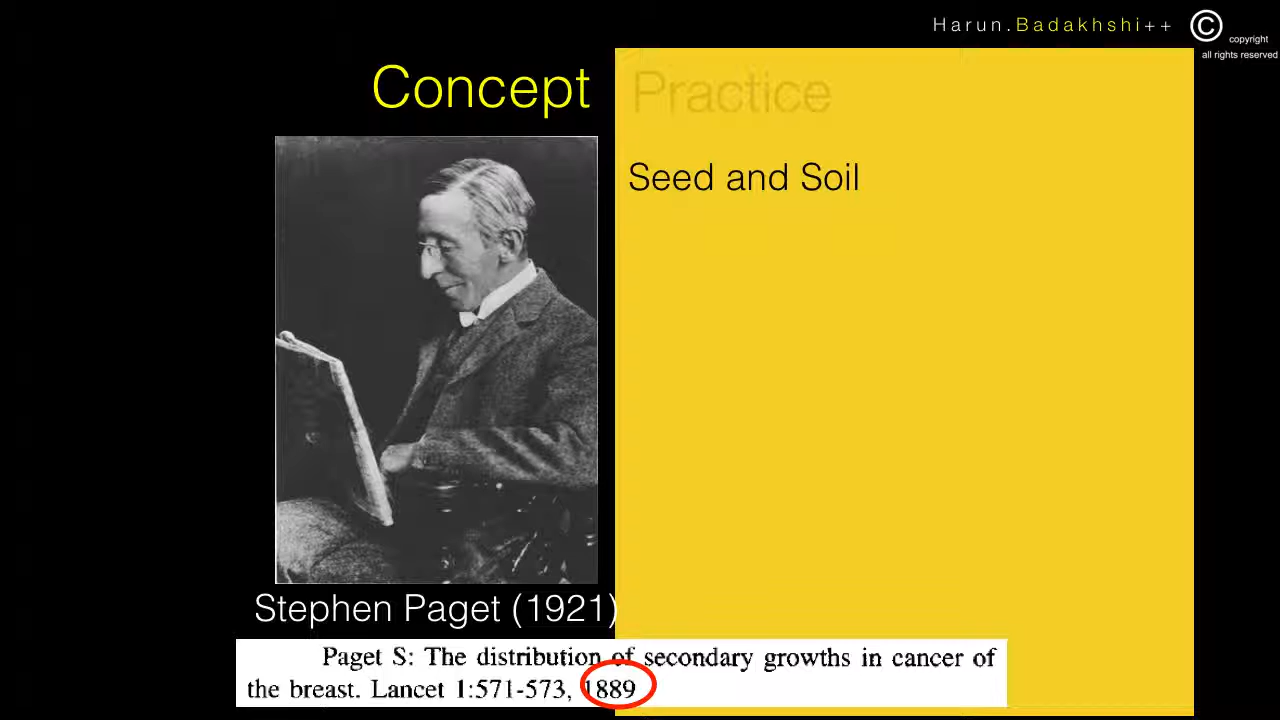 Harun.Badakhshi++
© copyright
all rights reserved
Concept Practice
Seed and Soil
Stephen Paget (1921)
Paget S: The distribution of secondary growths in cancer of
the breast. Lancet 1:571-573, 1889